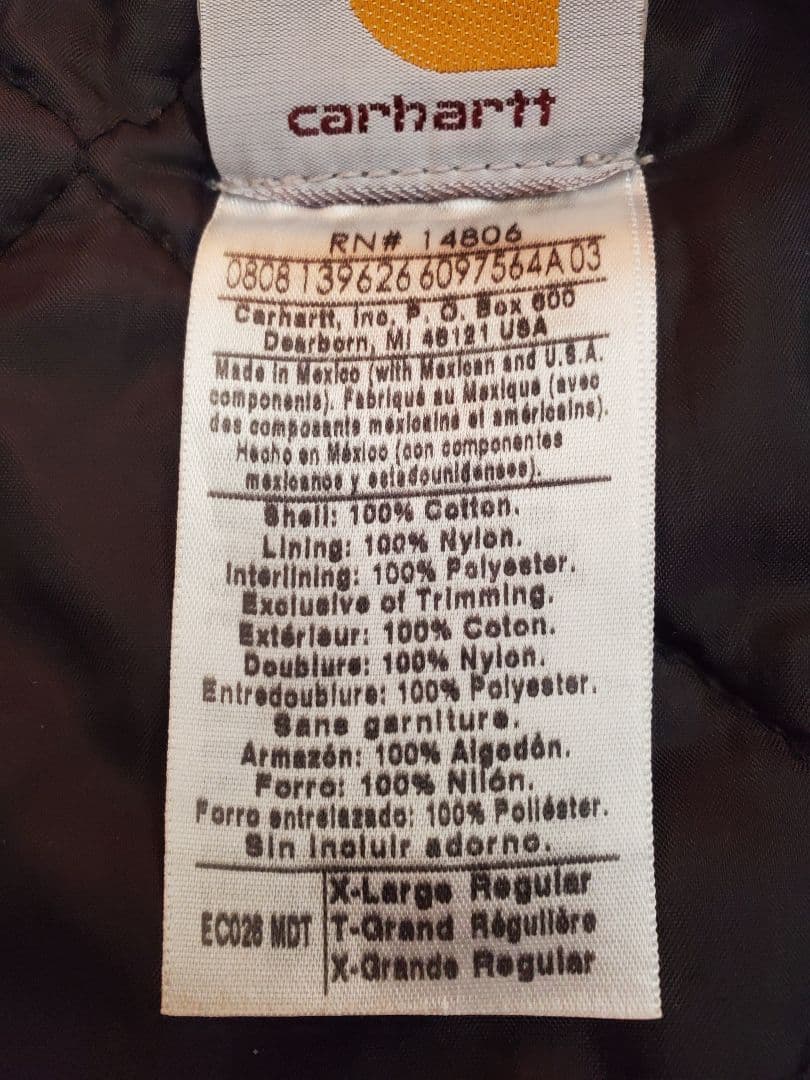 carhartt
RN# 14806
0808 139626 6097564A 03
Carhartt, Inc. P. O. Box 600
Dearborn, MI 48121 USA
Made in Mexico (with Mexican and U.S.A.
components). Fabriqué au Mexique (avec
des composants mexicains et américains).
Hecho en México (con componentes
mexicanos y estadounidenses).
Shell: 100% Cotton.
Lining: 100% Nylon.
Interlining: 100% Polyester.
Exclusive of Trimming.
Extérieur: 100% Coton.
Doublure: 100% Nylon.
Entredoublure: 100% Polyester.
Sans garniture.
Armazón: 100% Algodón.
Forro: 100% Nilón.
Forro entrelazado: 100% Poliéster.
Sin incluir adorno.
X-Large Regular
EC026 MDT T-Grand Régulière
X-Grande Regular